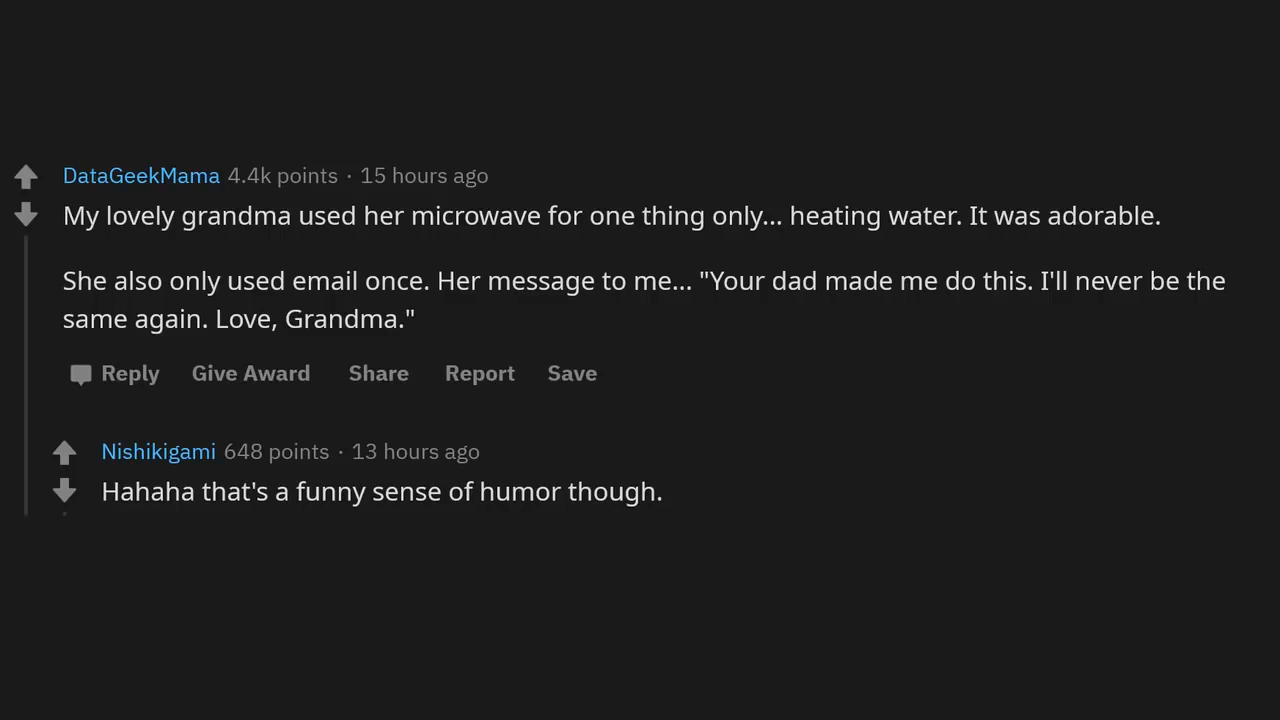 DataGeekMama 4.4k points · 15 hours ago
My lovely grandma used her microwave for one thing only... heating water. It was adorable.
She also only used email once. Her message to me... "Your dad made me do this. I'll never be the
same again. Love, Grandma."
Reply Give Award Share Report Save
Nishikigami 648 points · 13 hours ago
Hahaha that's a funny sense of humor though.